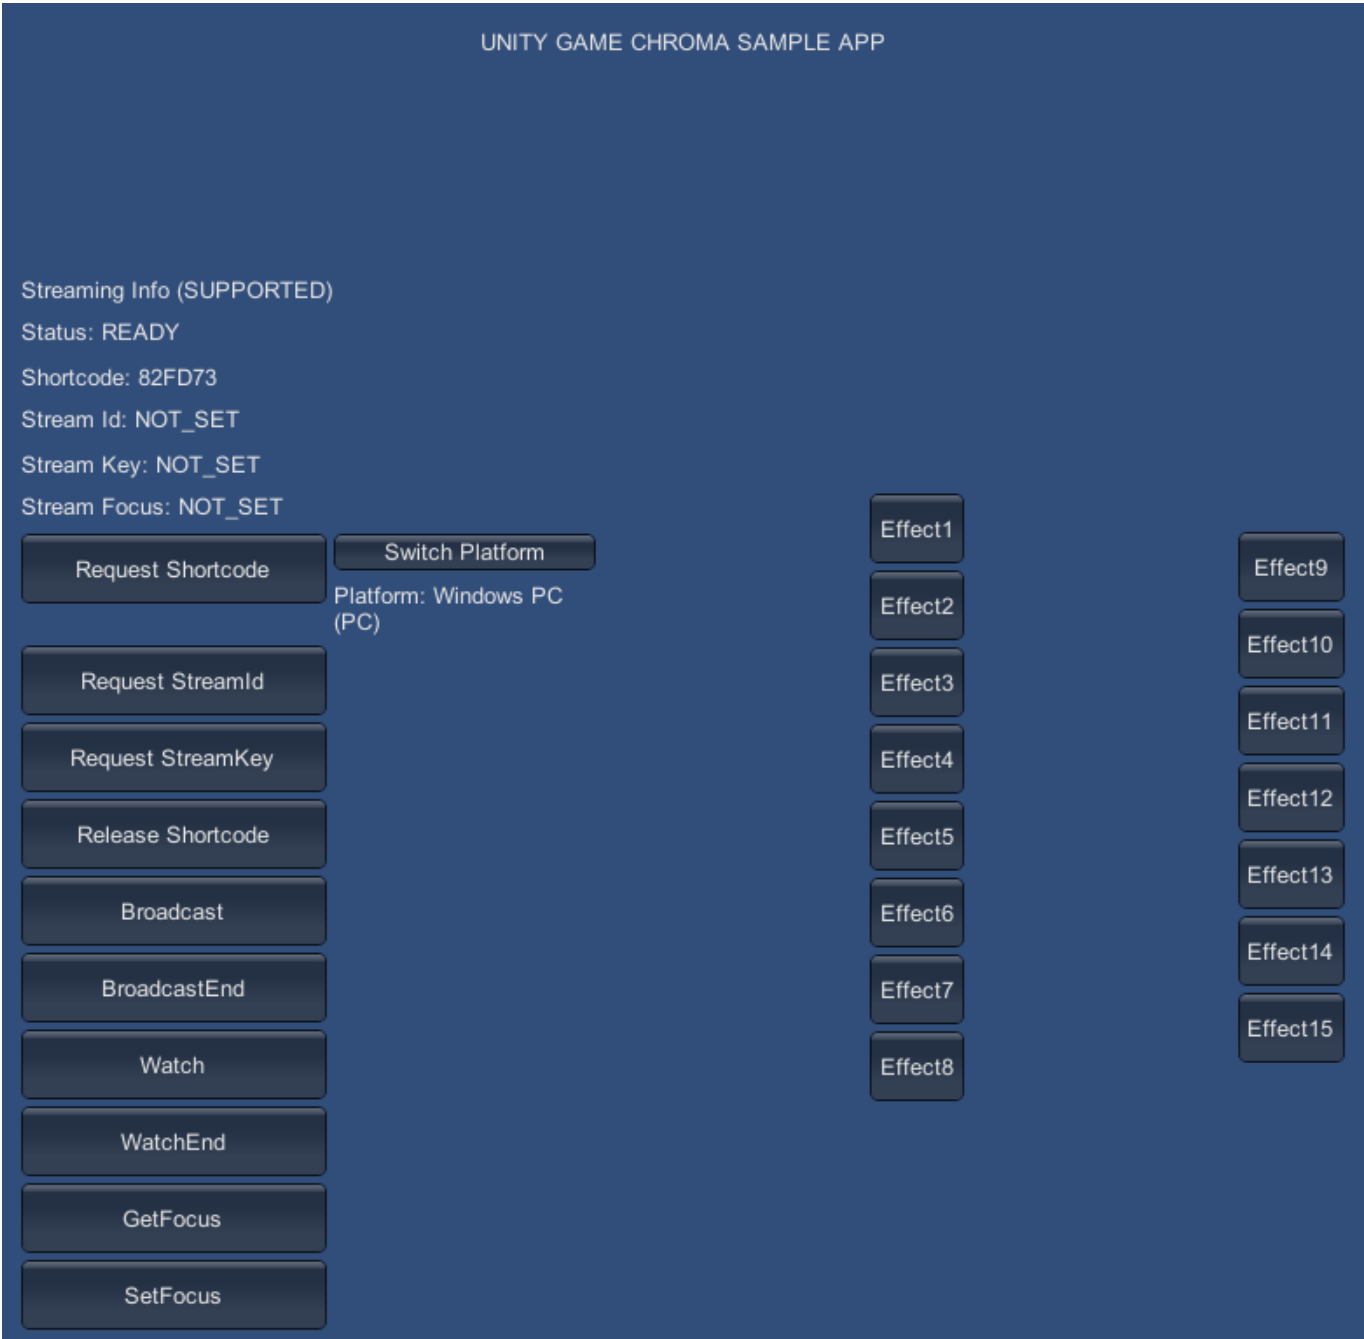 UNITY GAME CHROMA SAMPLE APP
Streaming Info (SUPPORTED)
Status: READY
Shortcode: 82FD73
Stream Id: NOT_SET
Stream Key: NOT_SET
Stream Focus: NOT_SET
Request Shortcode
Switch Platform
Platform: Windows PC
(PC)
Request StreamId
Request StreamKey
Release Shortcode
Broadcast
BroadcastEnd
Watch
WatchEnd
GetFocus
SetFocus
Effect1
Effect2
Effect3
Effect4
Effect5
Effect6
Effect7
Effect8
Effect9
Effect10
Effect11
Effect12
Effect13
Effect14
Effect15